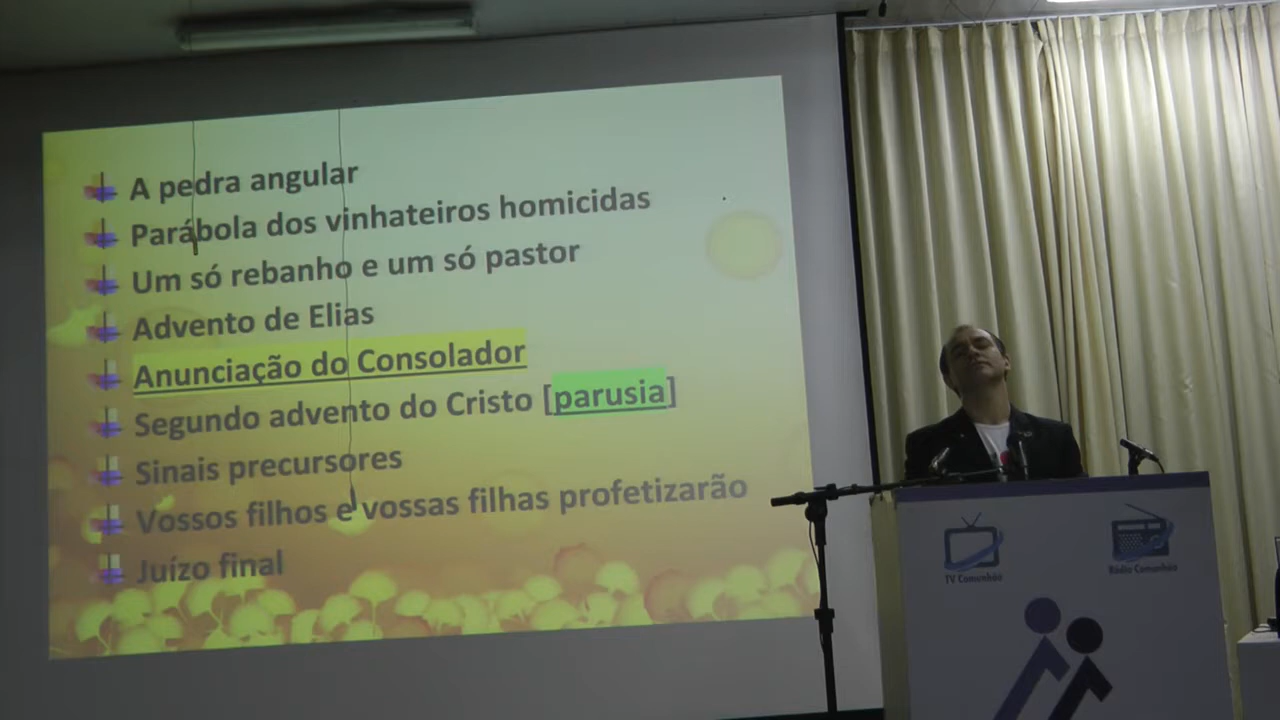 A pedra angular
Parábola dos vinhateiros homicidas
Um só rebanho e um só pastor
Advento de Elias
Anunciação do Consolador
Segundo advento do Cristo [parusia]
Sinais precursores
Vossos filhos e vossas filhas profetizarão
Juízo final
TV Comunhão
Rádio Comunhão